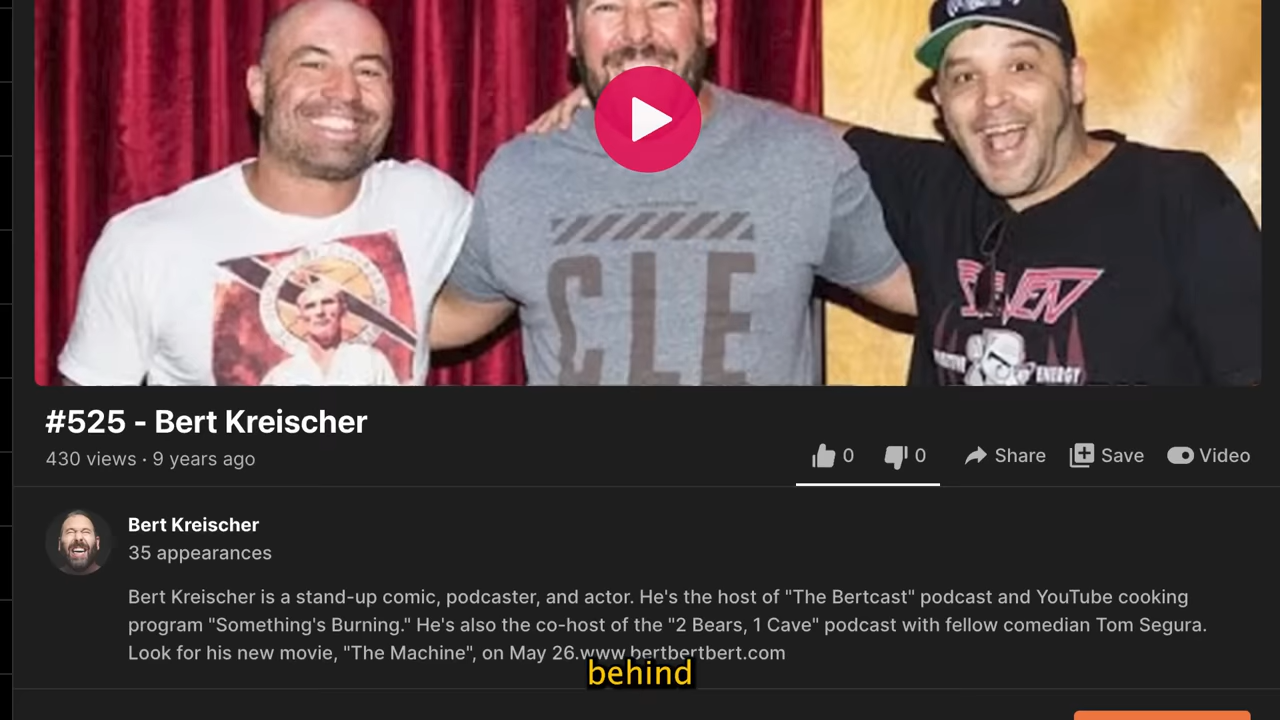 CLE
ENERGY
#525 - Bert Kreischer
430 views · 9 years ago
0 0 Share Save Video
Bert Kreischer
35 appearances
Bert Kreischer is a stand-up comic, podcaster, and actor. He's the host of "The Bertcast" podcast and YouTube cooking
program "Something's Burning." He's also the co-host of the "2 Bears, 1 Cave" podcast with fellow comedian Tom Segura.
Look for his new movie, "The Machine", on May 26.www.bertbertbert.com
behind